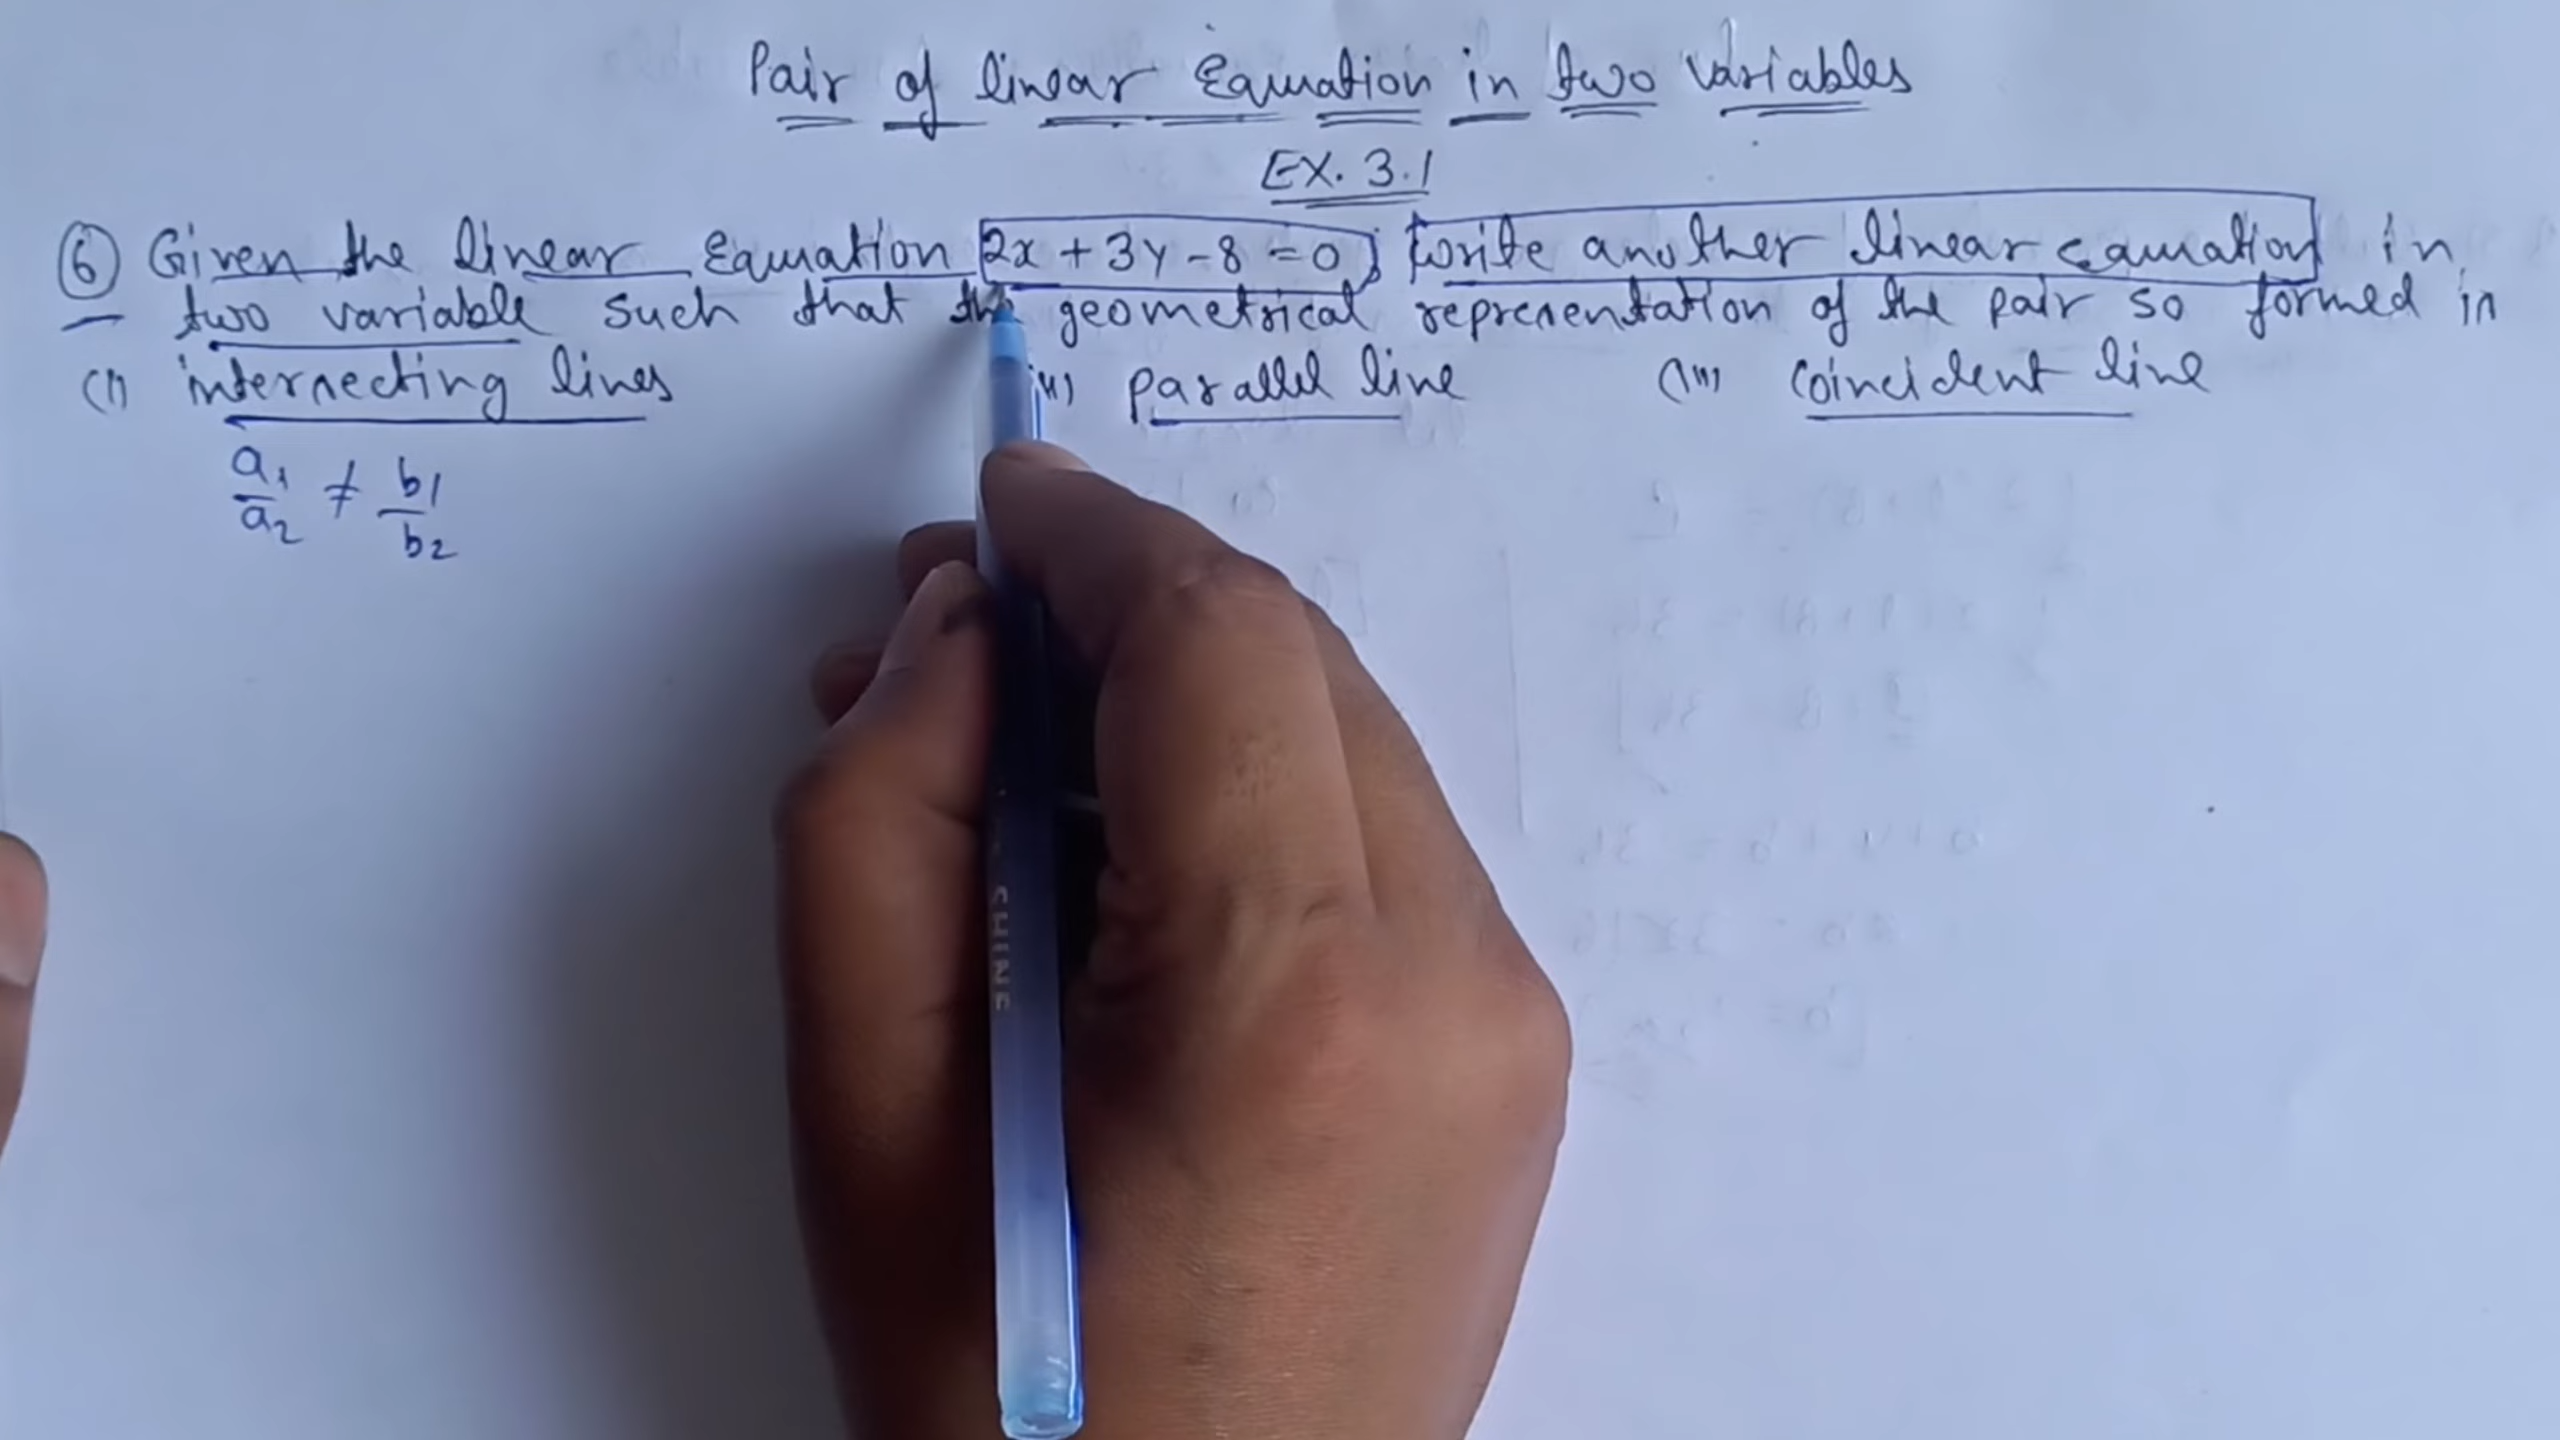 Pair of linear Equation in two variables
EX. 3.1
⑥ Given the linear Equation 2x + 3y - 8 = 0, write another linear equation in
two variable such that the geometrical representation of the pair so formed in
(i) intersecting lines (ii) parallel line (iii) coincident line
a₁/a₂ ≠ b₁/b₂
SHINE